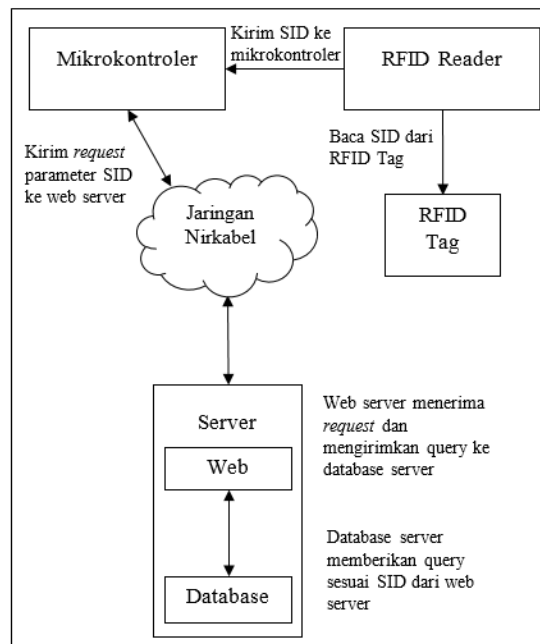 Mikrokontroler
Kirim SID ke
mikrokontroler
RFID Reader
Kirim request
parameter SID
ke web server
Baca SID dari
RFID Tag
Jaringan
Nirkabel
RFID
Tag
Server
Web
Database
Web server menerima
request dan
mengirimkan query ke
database server
Database server
memberikan query
sesuai SID dari web
server